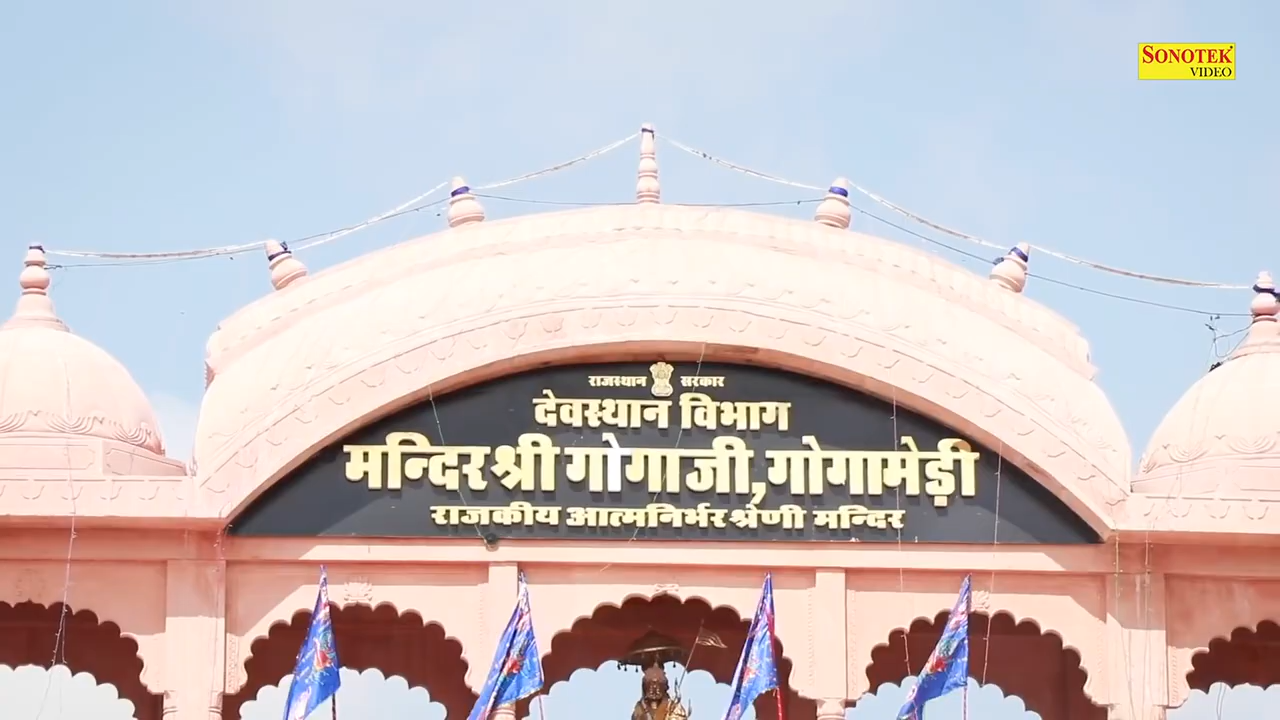 SONOTEK
VIDEO
राजस्थान सरकार
देवस्थान विभाग
मन्दिर श्री गोगाजी, गोगामेड़ी
राजकीय आत्मनिर्भर श्रेणी मन्दिर